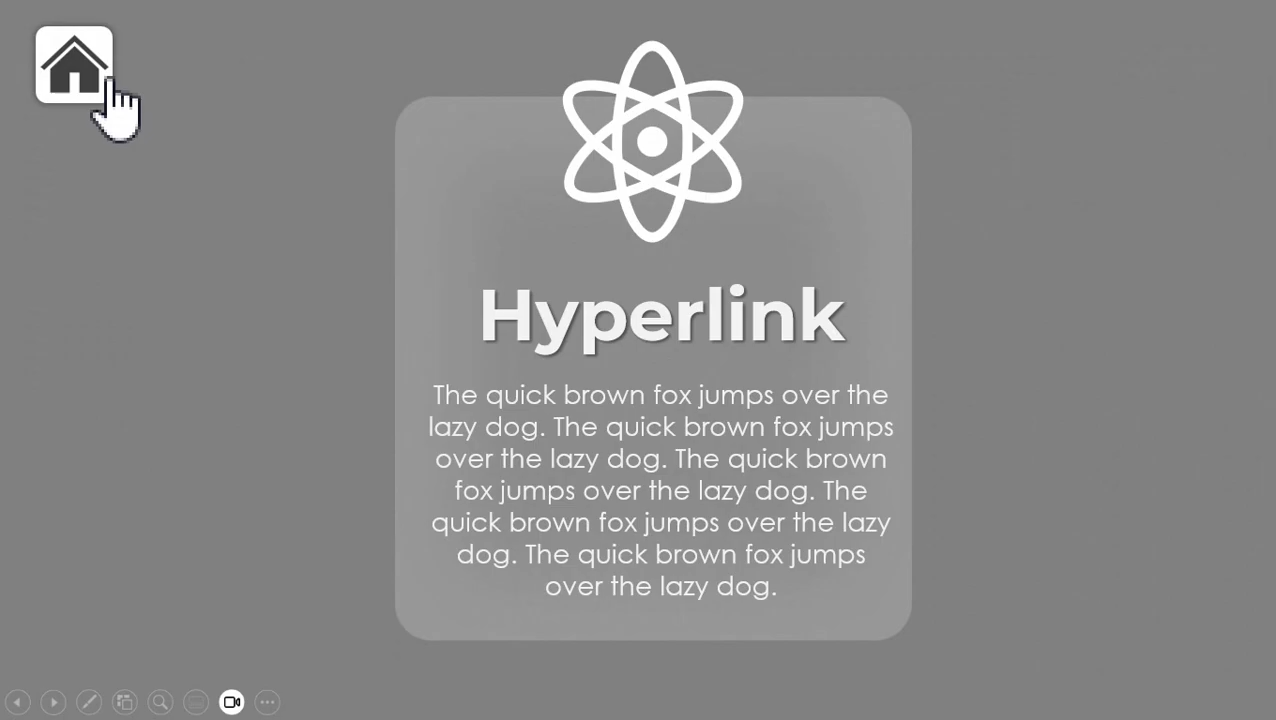 Hyperlink
The quick brown fox jumps over the
lazy dog. The quick brown fox jumps
over the lazy dog. The quick brown
fox jumps over the lazy dog. The
quick brown fox jumps over the lazy
dog. The quick brown fox jumps
over the lazy dog.